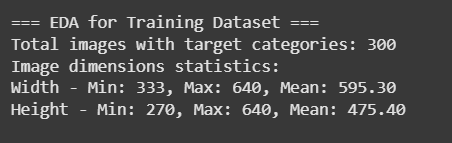 === EDA for Training Dataset ===
Total images with target categories: 300
Image dimensions statistics:
Width - Min: 333, Max: 640, Mean: 595.30
Height - Min: 270, Max: 640, Mean: 475.40